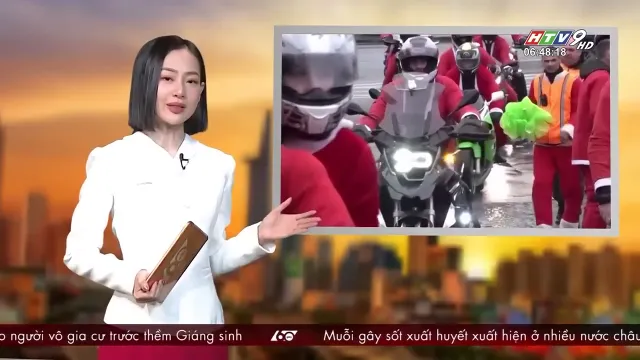 HTV9 HD
06:48:18
o người vô gia cư trước thềm Giáng sinh
60
Muỗi gây sốt xuất huyết xuất hiện ở nhiều nước châu